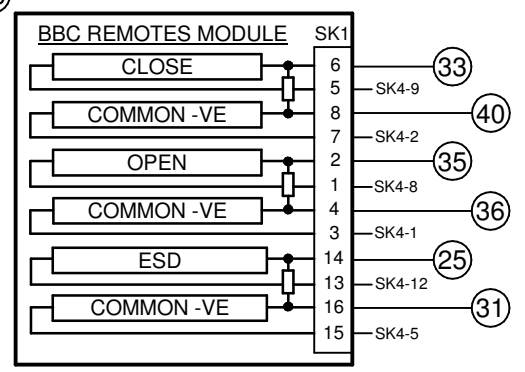 BBC REMOTES MODULE SK1
CLOSE 6 33
5 SK4-9
COMMON -VE 8 40
7 SK4-2
OPEN 2 35
1 SK4-8
COMMON -VE 4 36
3 SK4-1
ESD 14 25
13 SK4-12
COMMON -VE 16 31
15 SK4-5